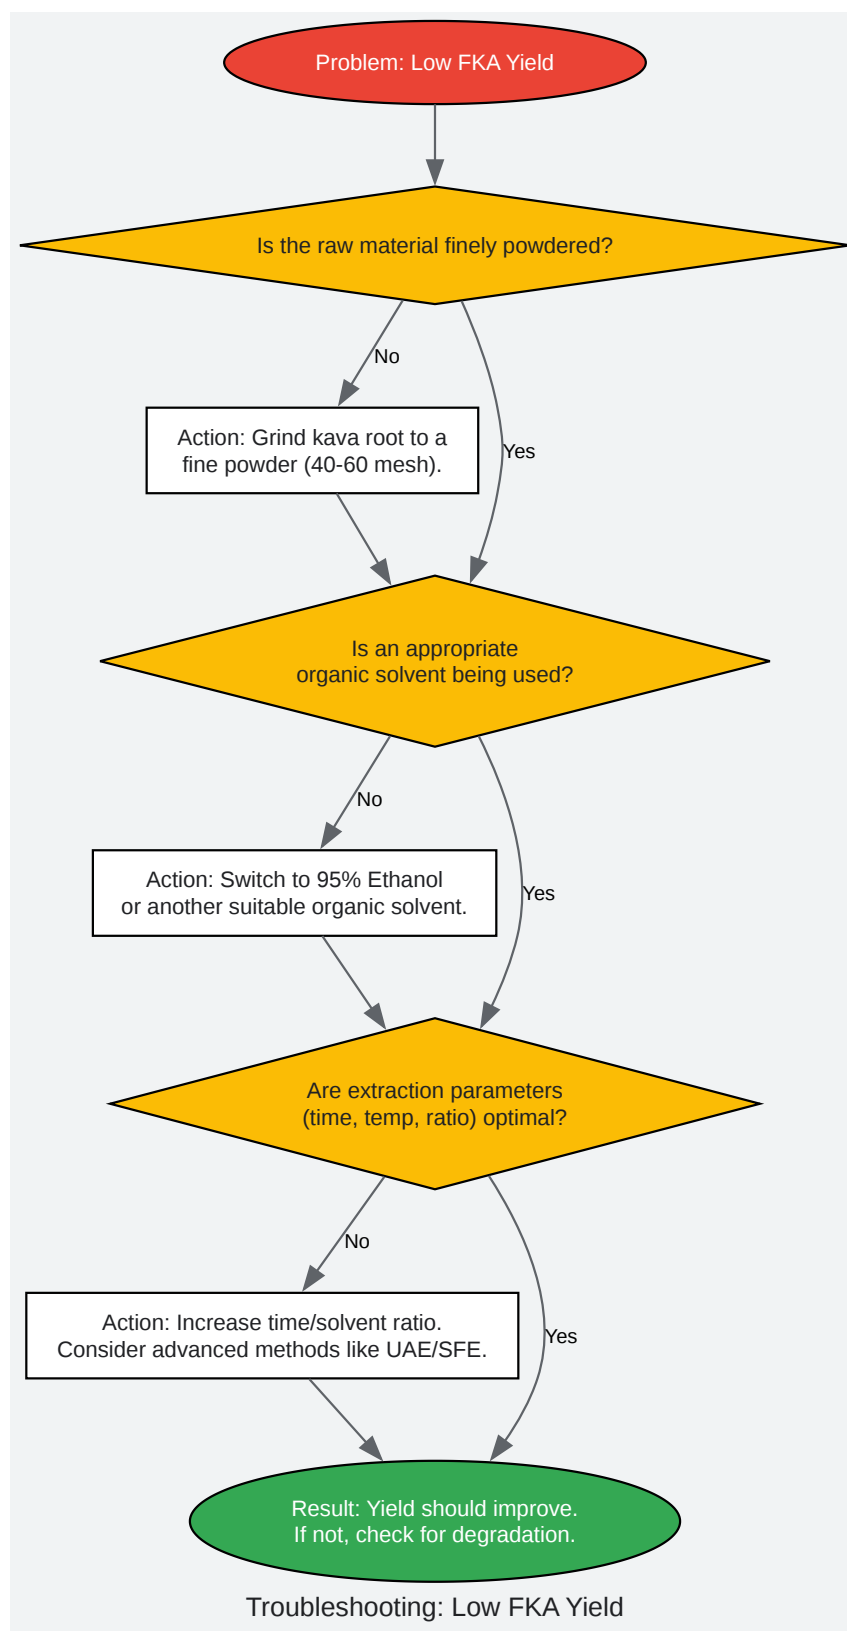 Problem: Low FKA Yield
Is the raw material finely powdered?
No
Action: Grind kava root to a
fine powder (40-60 mesh).
Yes
Is an appropriate
organic solvent being used?
No
Action: Switch to 95% Ethanol
or another suitable organic solvent.
Yes
Are extraction parameters
(time, temp, ratio) optimal?
No
Action: Increase time/solvent ratio.
Consider advanced methods like UAE/SFE.
Yes
Result: Yield should improve.
If not, check for degradation.
Troubleshooting: Low FKA Yield